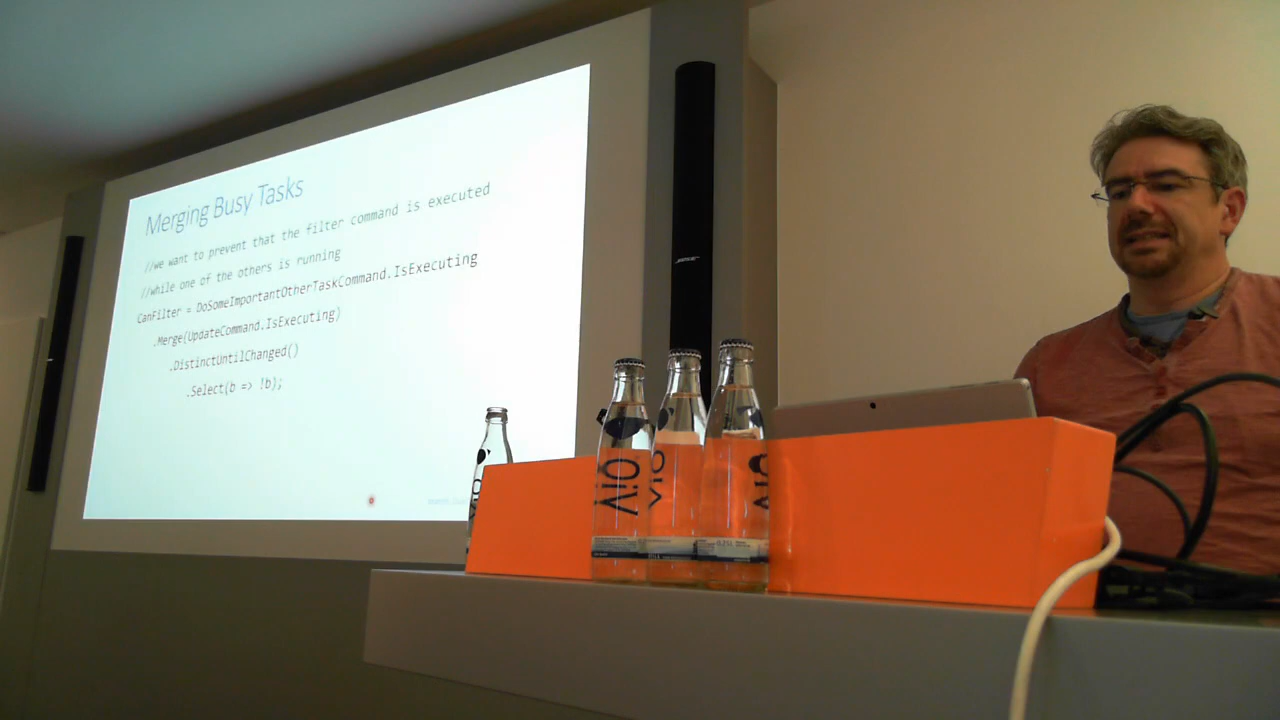 Merging Busy Tasks
//we want to prevent that the filter command is executed
//while one of the others is running
CanFilter = DoSomeImportantOtherTaskCommand.IsExecuting
.Merge(UpdateCommand.IsExecuting)
.DistinctUntilChanged()
.Select(b => !b);
BOSE
ViO
ViO
ViO